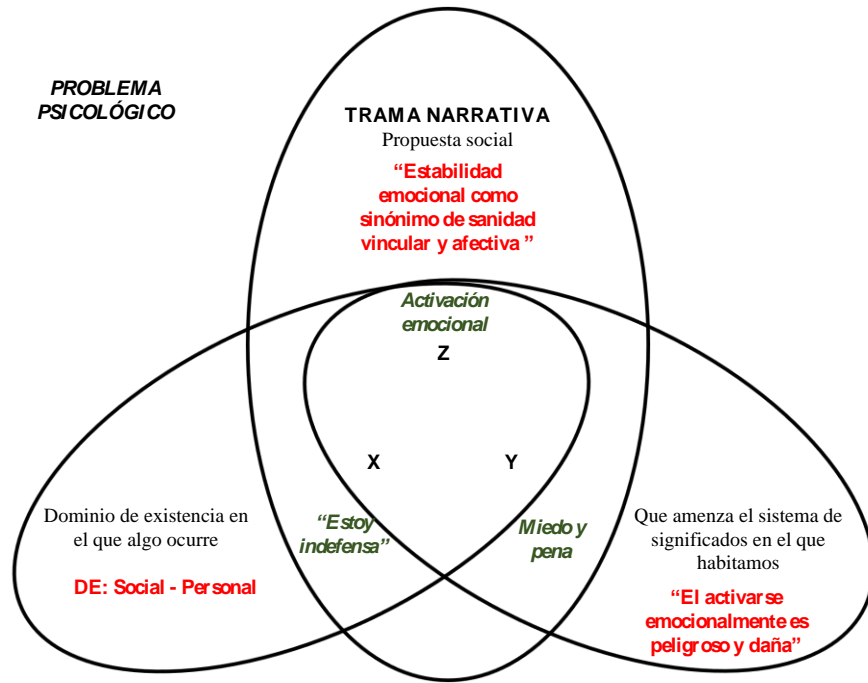 PROBLEMA
PSICOLÓGICO
TRAMA NARRATIVA
Propuesta social
“Estabilidad
emocional como
sinónimo de sanidad
vincular y afectiva ”
Activación
emocional
Z
X
Y
Dominio de existencia en
el que algo ocurre
DE: Social - Personal
“Estoy
indefensa”
Miedo y
pena
Que amenza el sistema de
significados en el que
habitamos
“El activarse
emocionalmente es
peligroso y daña”